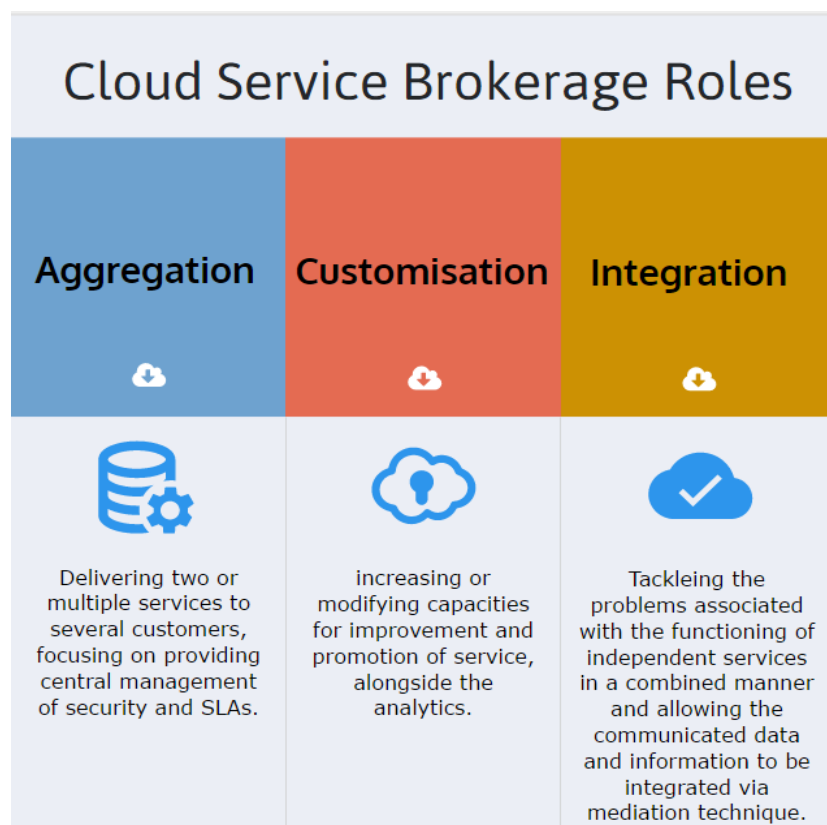 Cloud Service Brokerage Roles
Aggregation
Customisation
Integration
Delivering two or
multiple services to
several customers,
focusing on providing
central management
of security and SLAs.
increasing or
modifying capacities
for improvement and
promotion of service,
alongside the
analytics.
Tackleing the
problems associated
with the functioning of
independent services
in a combined manner
and allowing the
communicated data
and information to be
integrated via
mediation technique.